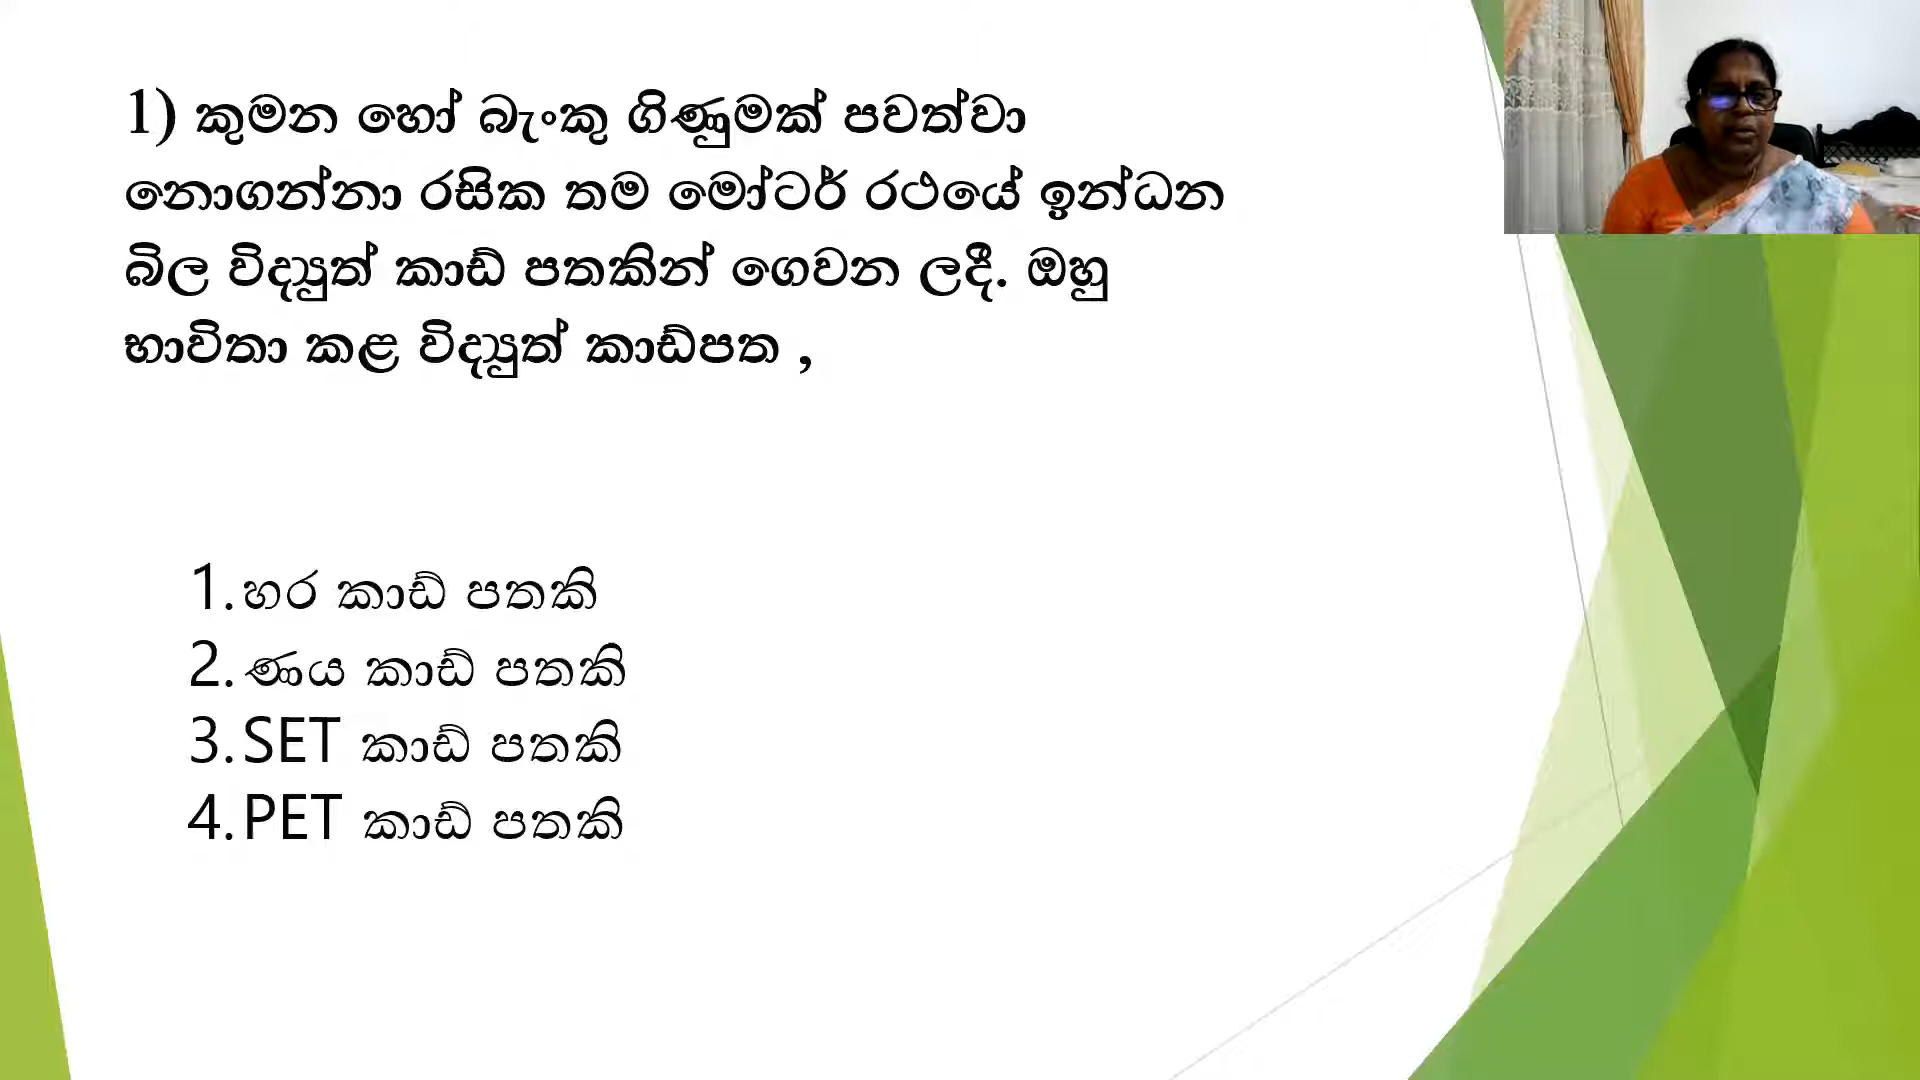 1) කුමන හෝ බැංකු ගිණුමක් පවත්වා
නොගන්නා රසික තම මෝටර් රථයේ ඉන්ධන
බිල විද්‍යුත් කාඩ් පතකින් ගෙවන ලදී. ඔහු
භාවිතා කළ විද්‍යුත් කාඩ්පත ,
1. හර කාඩ් පතකි
2. ණය කාඩ් පතකි
3. SET කාඩ් පතකි
4. PET කාඩ් පතකි